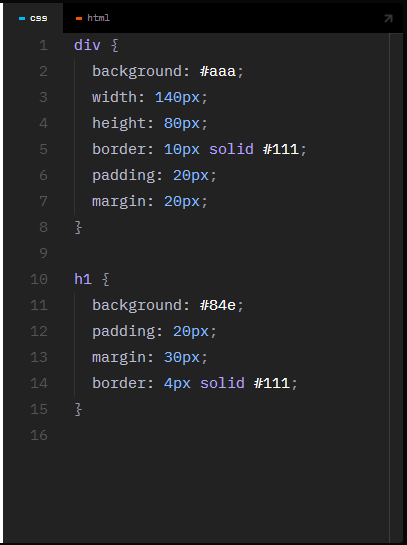 css html
1 div {
2 background: #aaa;
3 width: 140px;
4 height: 80px;
5 border: 10px solid #111;
6 padding: 20px;
7 margin: 20px;
8 }
9
10 h1 {
11 background: #84e;
12 padding: 20px;
13 margin: 30px;
14 border: 4px solid #111;
15 }
16